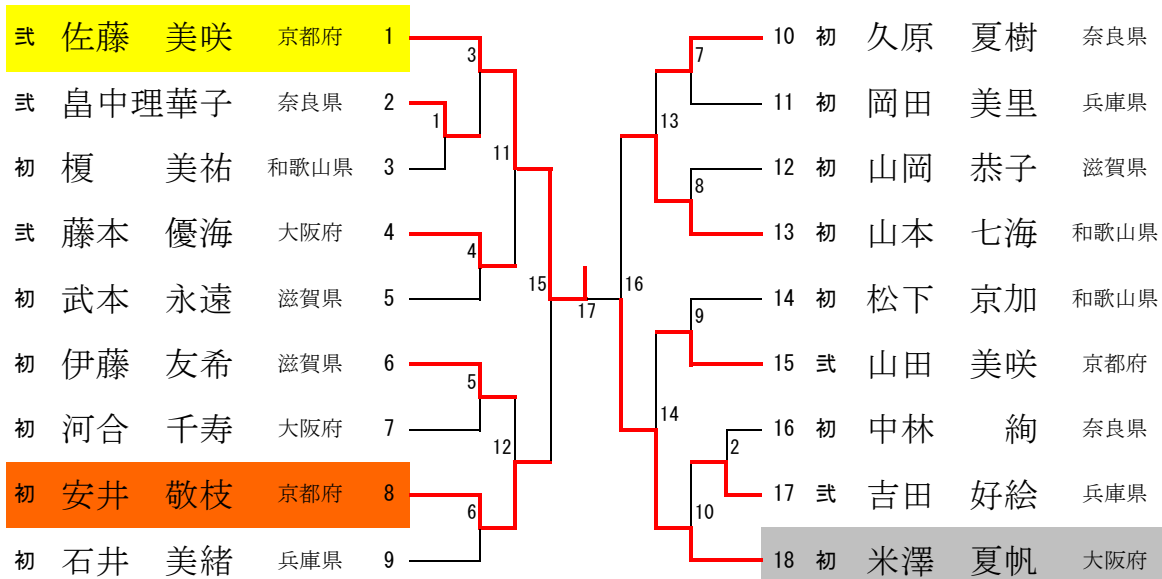 弐 佐藤 美咲 京都府 1
弐 畠中理華子 奈良県 2
初 榎 美祐 和歌山県 3
弐 藤本 優海 大阪府 4
初 武本 永遠 滋賀県 5
初 伊藤 友希 滋賀県 6
初 河合 千寿 大阪府 7
初 安井 敬枝 京都府 8
初 石井 美緒 兵庫県 9
3
1
11
4
15
5
12
6
17
16
7
13
8
9
14
2
10
10 初 久原 夏樹 奈良県
11 初 岡田 美里 兵庫県
12 初 山岡 恭子 滋賀県
13 初 山本 七海 和歌山県
14 初 松下 京加 和歌山県
15 弐 山田 美咲 京都府
16 初 中林 絢 奈良県
17 弐 吉田 好絵 兵庫県
18 初 米澤 夏帆 大阪府